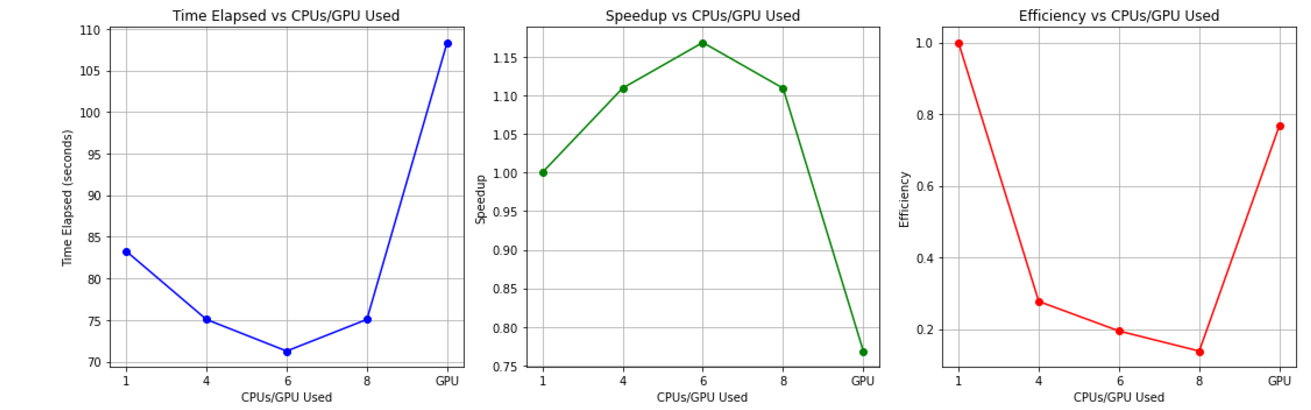 Time Elapsed vs CPUs/GPU Used
110
105
100
95
90
85
80
75
70
Time Elapsed (seconds)
1 4 6 8 GPU
CPUs/GPU Used
Speedup vs CPUs/GPU Used
1.15
1.10
1.05
1.00
0.95
0.90
0.85
0.80
0.75
Speedup
1 4 6 8 GPU
CPUs/GPU Used
Efficiency vs CPUs/GPU Used
1.0
0.8
0.6
0.4
0.2
Efficiency
1 4 6 8 GPU
CPUs/GPU Used